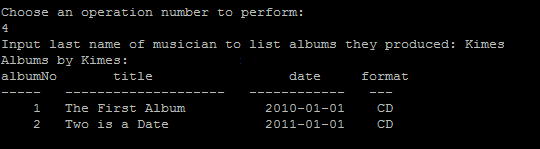 Choose an operation number to perform:
4
Input last name of musician to list albums they produced: Kimes
Albums by Kimes:
albumNo       title                 date     format
-----   --------------------   ------------   ---
    1   The First Album          2010-01-01    CD
    2   Two is a Date            2011-01-01    CD